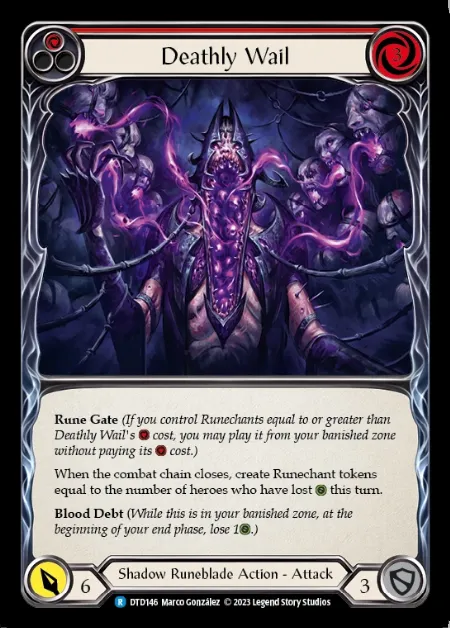 Deathly Wail
3
Rune Gate (If you control Runechants equal to or greater than
Deathly Wail's cost, you may play it from your banished zone
without paying its cost.)
When the combat chain closes, create Runechant tokens
equal to the number of heroes who have lost this turn.
Blood Debt (While this is in your banished zone, at the
beginning of your end phase, lose 1.)
6
Shadow Runeblade Action - Attack
3
R DTD146 Marco González © 2023 Legend Story Studios